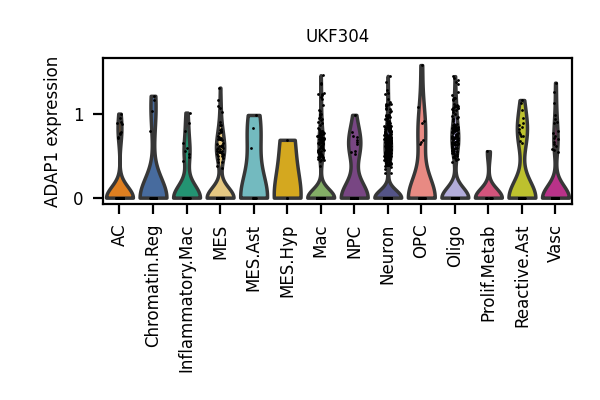 UKF304
ADAP1 expression
1
0
AC
Chromatin.Reg
Inflammatory.Mac
MES
MES.Ast
MES.Hyp
Mac
NPC
Neuron
OPC
Oligo
Prolif.Metab
Reactive.Ast
Vasc